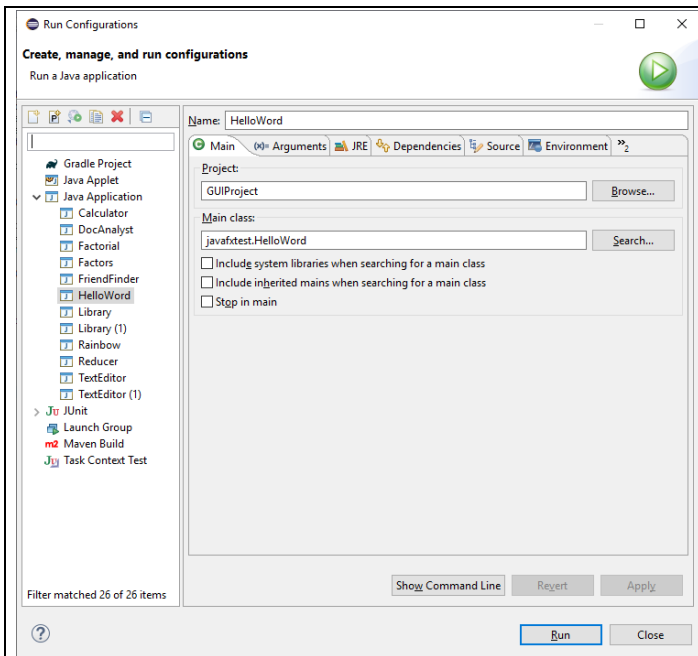 Run Configurations
Create, manage, and run configurations
Run a Java application
Name: HelloWord
Main (x)= Arguments JRE Dependencies Source Environment »2
Project:
GUIProject Browse...
Main class:
javafxtest.HelloWord Search...
Include system libraries when searching for a main class
Include inherited mains when searching for a main class
Stop in main
Gradle Project
Java Applet
Java Application
Calculator
DocAnalyst
Factorial
Factors
FriendFinder
HelloWord
Library
Library (1)
Rainbow
Reducer
TextEditor
TextEditor (1)
JUnit
Launch Group
m2 Maven Build
Task Context Test
Filter matched 26 of 26 items
Show Command Line Revert Apply
? Run Close